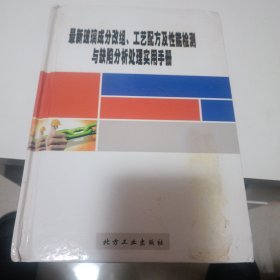 最新玻璃成分改组、工艺配方及性能检测
与缺陷分析处理实用手册
北方工业出版社